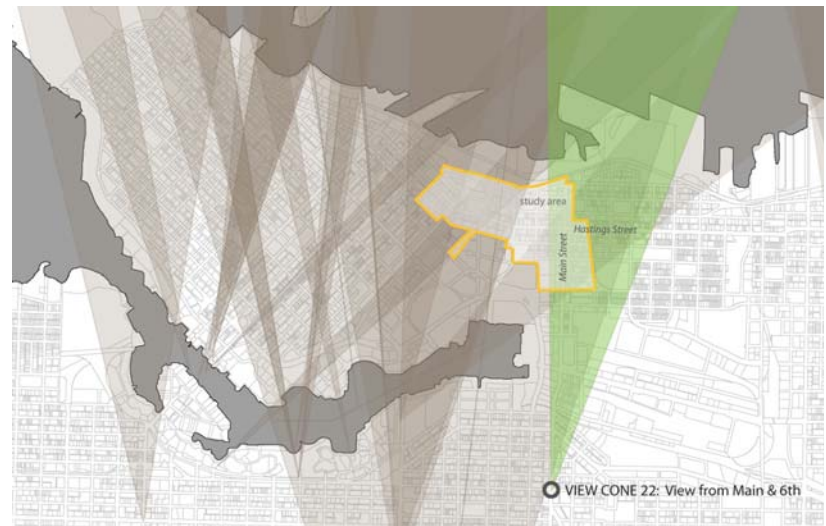 study area
Hastings Street
Main Street
VIEW CONE 22: View from Main & 6th